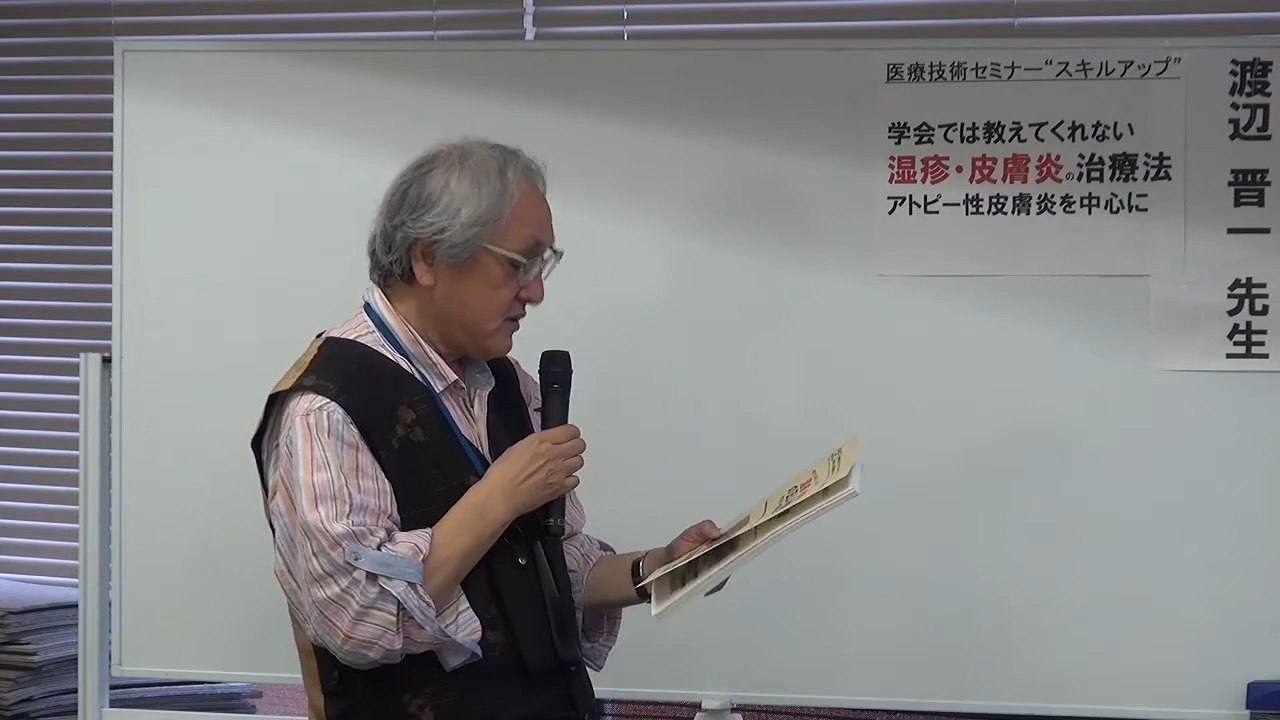 医療技術セミナー“スキルアップ”
学会では教えてくれない
湿疹・皮膚炎の治療法
アトピー性皮膚炎を中心に
渡辺 晋一 先生